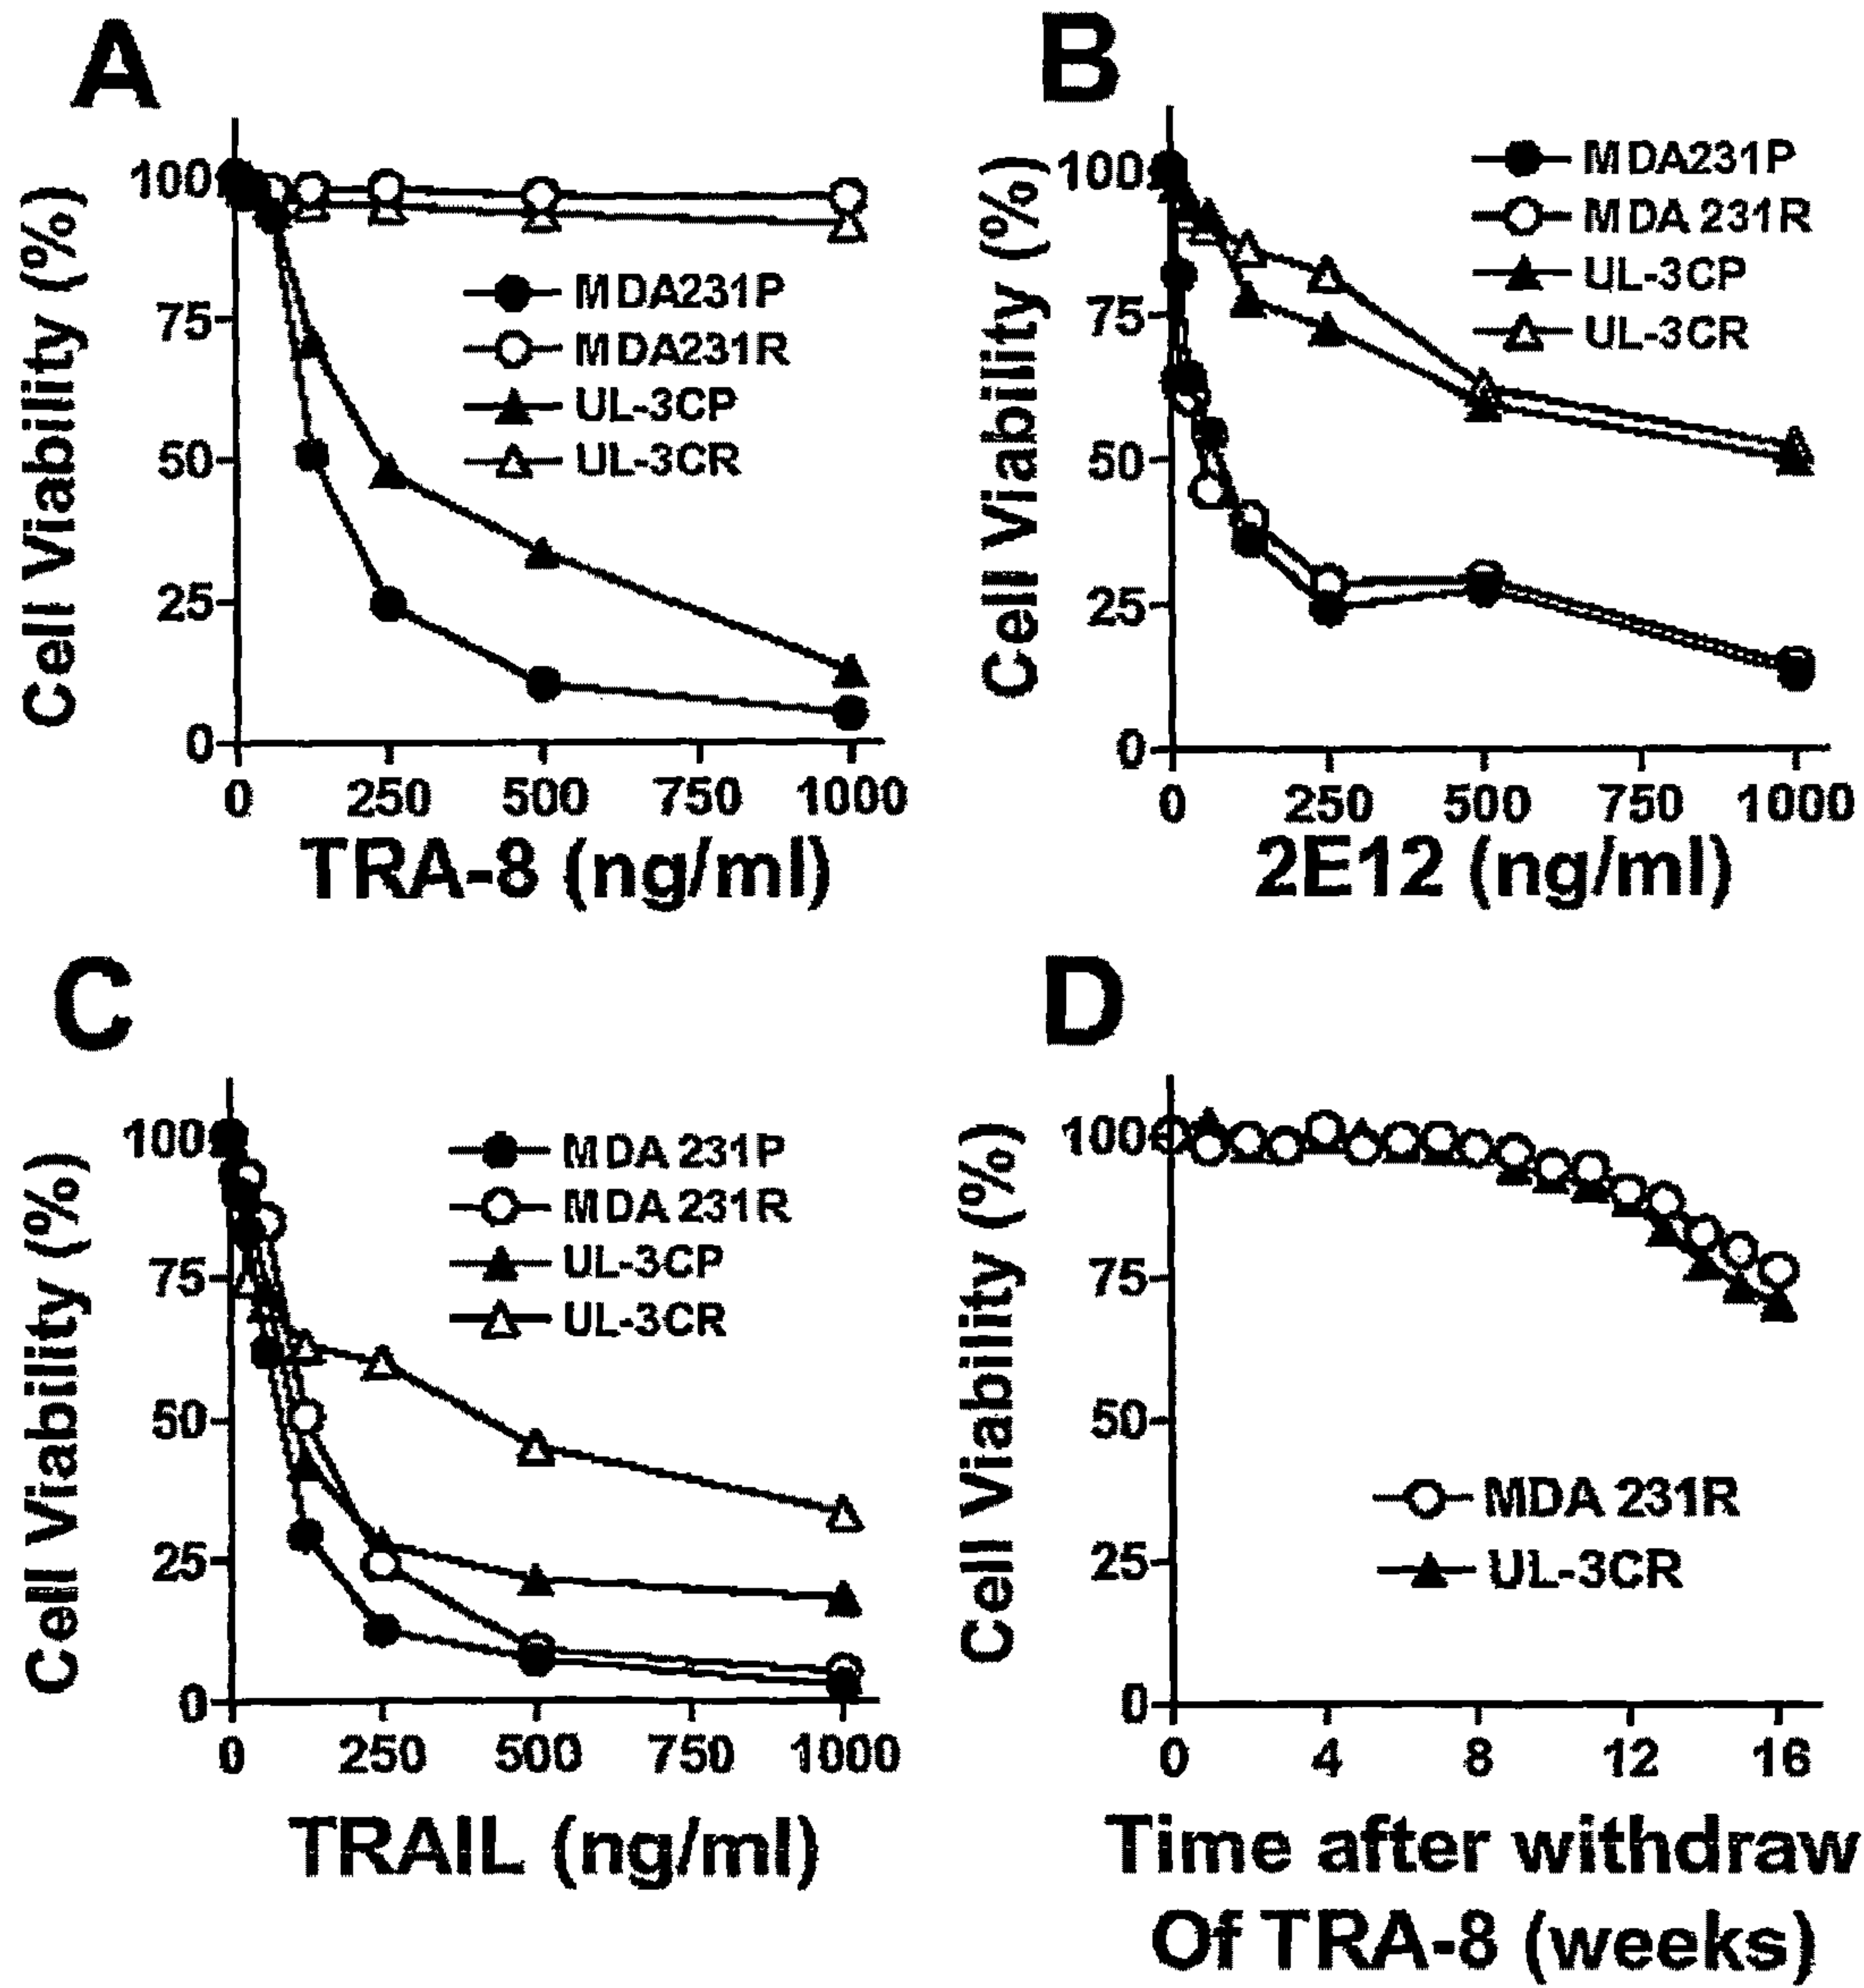 A
Cell Viability (%)
100
75
50
25
0
MDA231P
MDA231R
UL-3CP
UL-3CR
0 250 500 750 1000
TRA-8 (ng/ml)
B
Cell Viability (%)
100
75
50
25
0
MDA231P
MDA 231R
UL-3CP
UL-3CR
0 250 500 750 1000
2E12 (ng/ml)
C
Cell Viability (%)
100
75
50
25
0
MDA 231P
MDA 231R
UL-3CP
UL-3CR
0 250 500 750 1000
TRAIL (ng/ml)
D
Cell Viability (%)
100
75
50
25
0
MDA 231R
UL-3CR
0 4 8 12 16
Time after withdraw
Of TRA-8 (weeks)